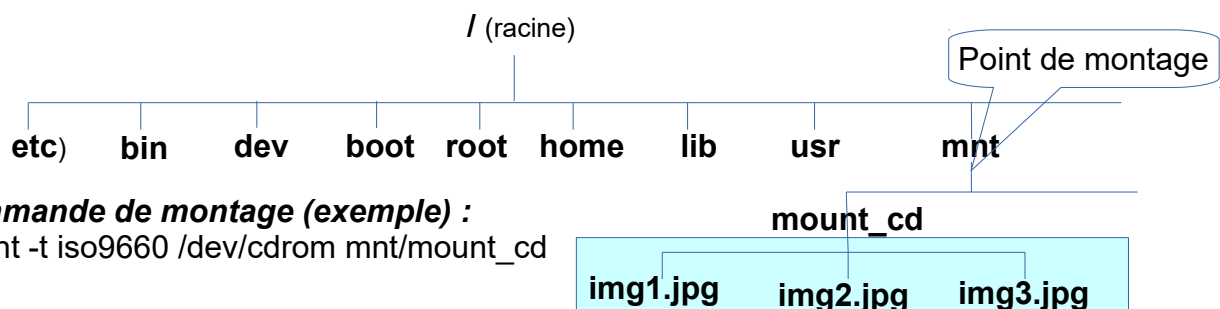 / (racine)
Point de montage
etc) bin dev boot root home lib usr mnt
mmande de montage (exemple) :
nt -t iso9660 /dev/cdrom mnt/mount_cd
mount_cd
img1.jpg img2.jpg img3.jpg